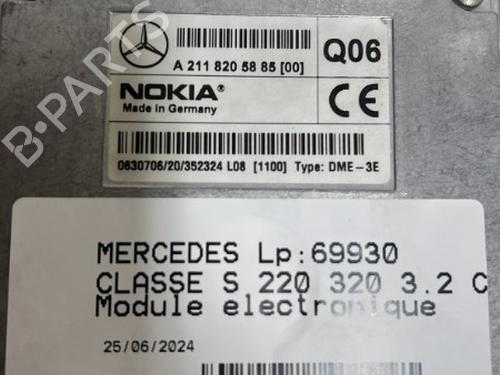 B-PARTS
A 211 820 58 85 [00]
Q06
NOKIA®
Made in Germany
CE
0630706/20/352324 L08 [1100] Type: DME-3E
MERCEDES Lp:69930
CLASSE S 220 320 3.2 C
Module electronique
25/06/2024